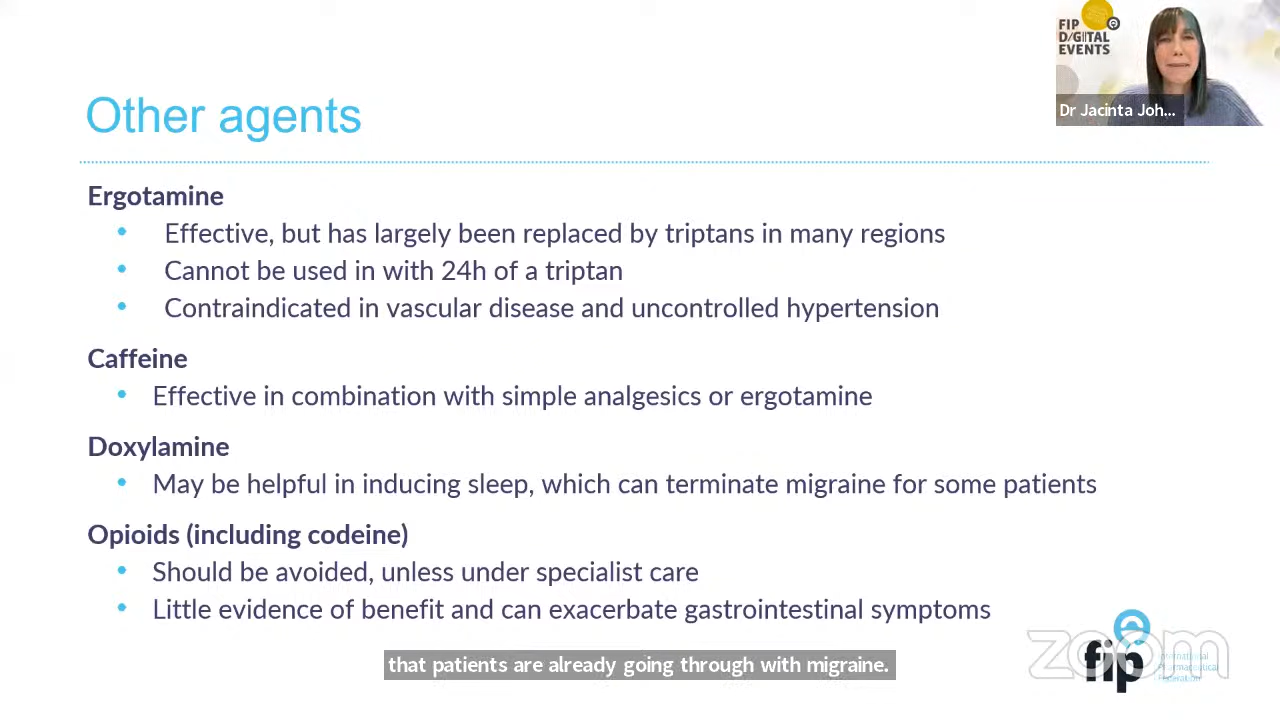 FIP
D/G/TAL
EVENTS
Dr Jacinta Joh...
Other agents
Ergotamine
• Effective, but has largely been replaced by triptans in many regions
• Cannot be used in with 24h of a triptan
• Contraindicated in vascular disease and uncontrolled hypertension
Caffeine
• Effective in combination with simple analgesics or ergotamine
Doxylamine
• May be helpful in inducing sleep, which can terminate migraine for some patients
Opioids (including codeine)
• Should be avoided, unless under specialist care
• Little evidence of benefit and can exacerbate gastrointestinal symptoms
that patients are already going through with migraine.
zoom
fip
International
Pharmaceutical
Federation